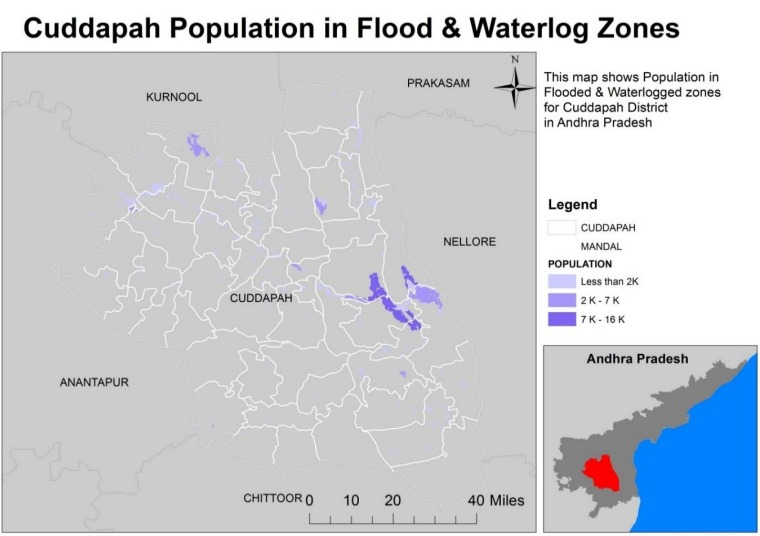 Cuddapah Population in Flood & Waterlog Zones
N
PRAKASAM
KURNOOL
This map shows Population in
Flooded & Waterlogged zones
for Cuddapah District
in Andhra Pradesh
Legend
CUDDAPAH
MANDAL
POPULATION
Less than 2K
2 K - 7 K
7 K - 16 K
NELLORE
CUDDAPAH
ANANTAPUR
CHITTOOR
0 10 20 40 Miles
Andhra Pradesh